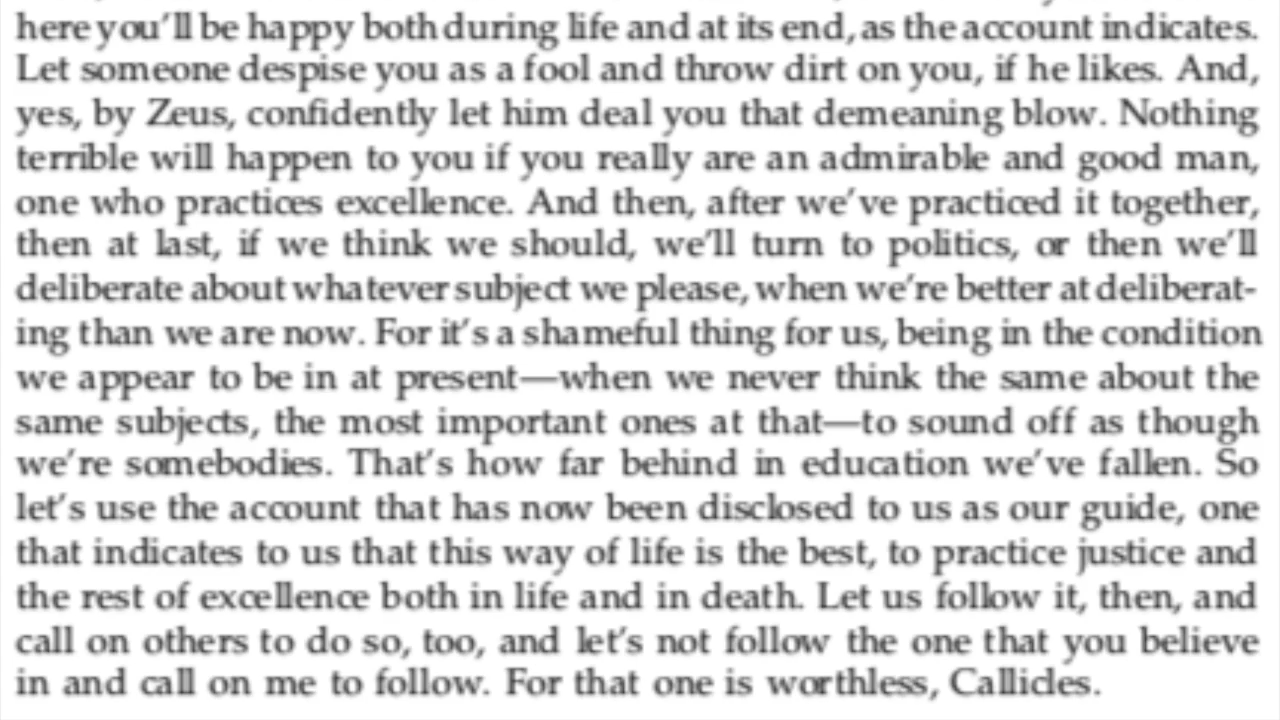 here you'll be happy both during life and at its end, as the account indicates.
Let someone despise you as a fool and throw dirt on you, if he likes. And,
yes, by Zeus, confidently let him deal you that demeaning blow. Nothing
terrible will happen to you if you really are an admirable and good man,
one who practices excellence. And then, after we've practiced it together,
then at last, if we think we should, we'll turn to politics, or then we'll
deliberate about whatever subject we please, when we're better at deliberat-
ing than we are now. For it's a shameful thing for us, being in the condition
we appear to be in at present—when we never think the same about the
same subjects, the most important ones at that—to sound off as though
we're somebodies. That's how far behind in education we've fallen. So
let's use the account that has now been disclosed to us as our guide, one
that indicates to us that this way of life is the best, to practice justice and
the rest of excellence both in life and in death. Let us follow it, then, and
call on others to do so, too, and let's not follow the one that you believe
in and call on me to follow. For that one is worthless, Callicles.